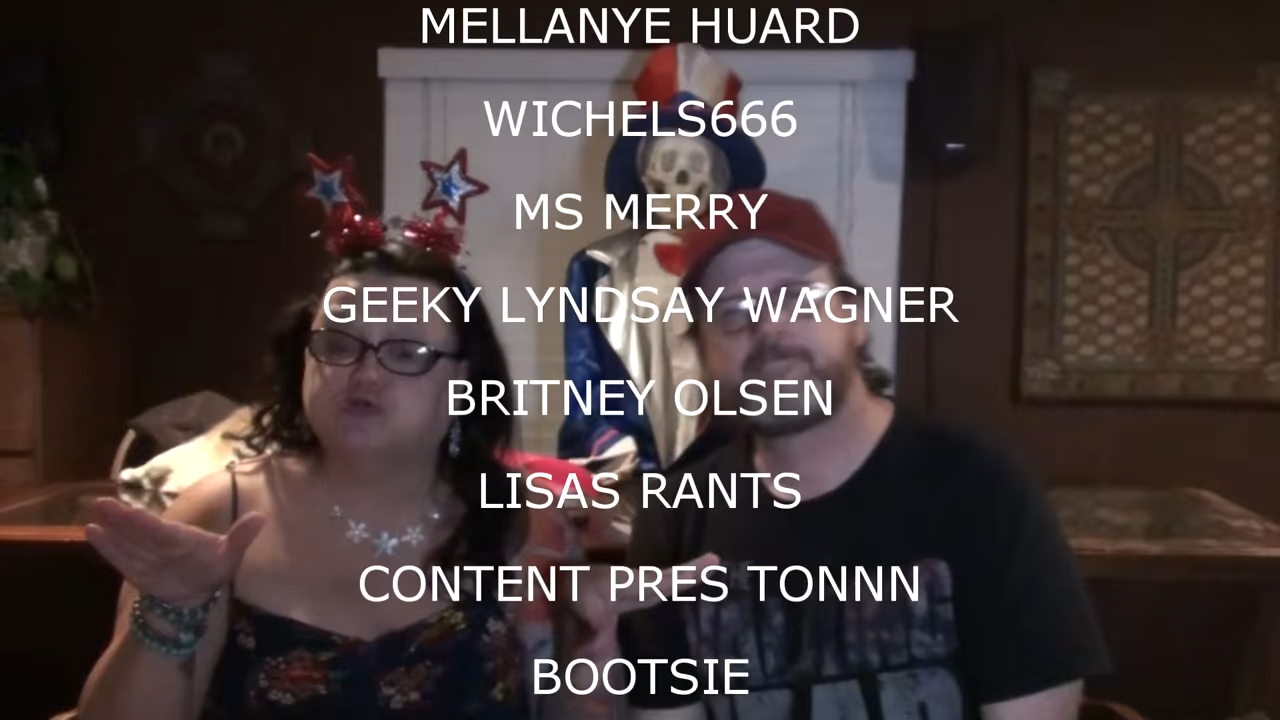 MELLANYE HUARD
WICHELS666
MS MERRY
GEEKY LYNDSAY WAGNER
BRITNEY OLSEN
LISAS RANTS
CONTENT PRES TONNN
BOOTSIE